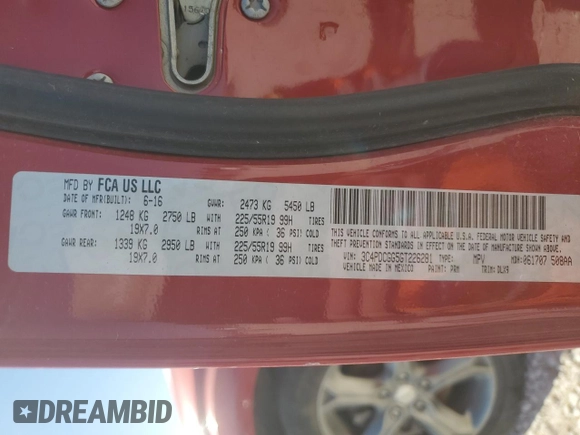 1560
MFD BY FCA US LLC
DATE OF MFR(BUILT): 6-16 GVWR: 2473 KG 5450 LB
GAWR FRONT: 1248 KG 2750 LB WITH 225/55R19 99H TIRES
19X7.0 RIMS AT 250 KPA ( 36 PSI COLD)
GAWR REAR: 1339 KG 2950 LB WITH 225/55R19 99H TIRES
19X7.0 RIMS AT 250 KPA ( 36 PSI COLD)
THIS VEHICLE CONFORMS TO ALL APPLICABLE U.S.A. FEDERAL MOTOR VEHICLE SAFETY AND
THEFT PREVENTION STANDARDS IN EFFECT ON THE DATE OF MANUFACTURE SHOWN ABOVE.
VIN: 3C4PDCGG5GT226281 TYPE: MPV MDH: 061707 508AA
VEHICLE MADE IN MEXICO PAINT: PRM TRIM: DLX9
DREAMBID